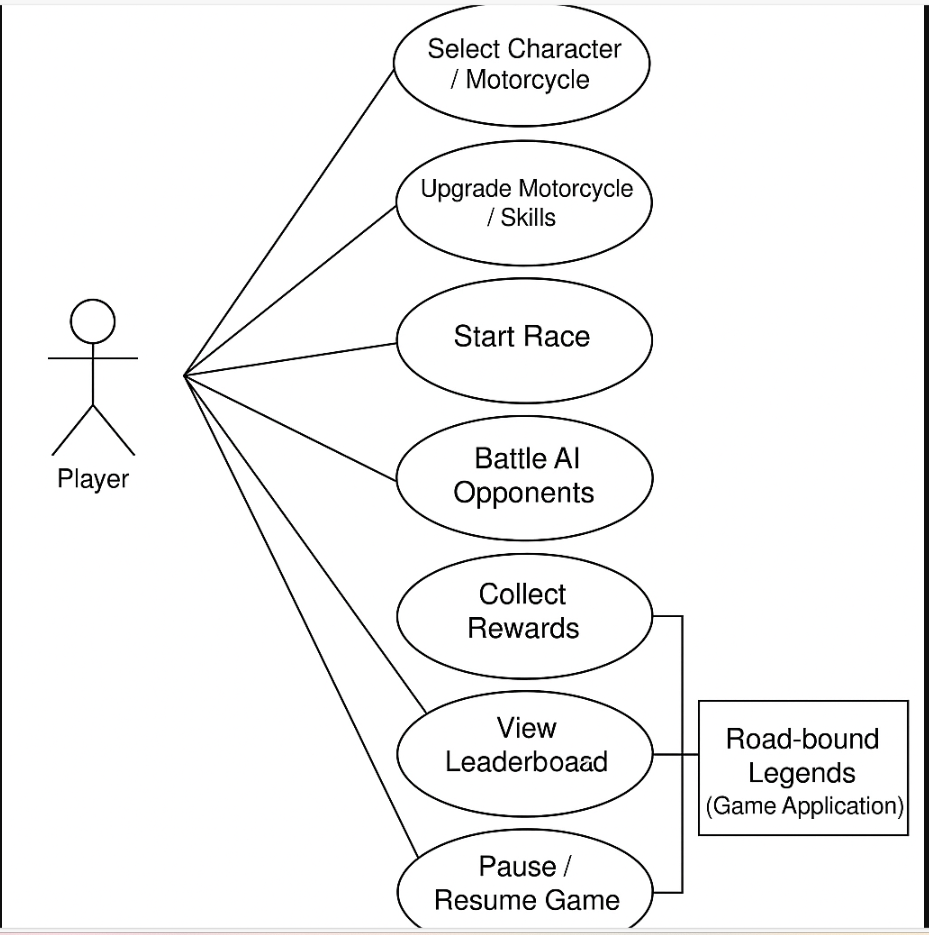 Select Character
/ Motorcycle
Upgrade Motorcycle
/ Skills
Start Race
Player
Battle AI
Opponents
Collect
Rewards
View
Leaderboaad
Road-bound
Legends
(Game Application)
Pause /
Resume Game